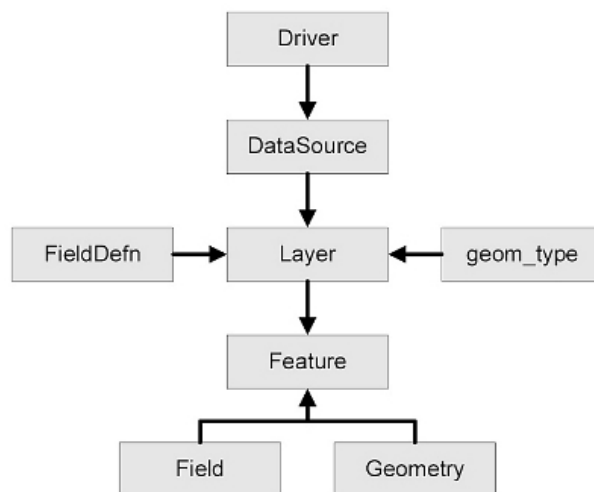 Driver
DataSource
FieldDefn
Layer
geom_type
Feature
Field
Geometry